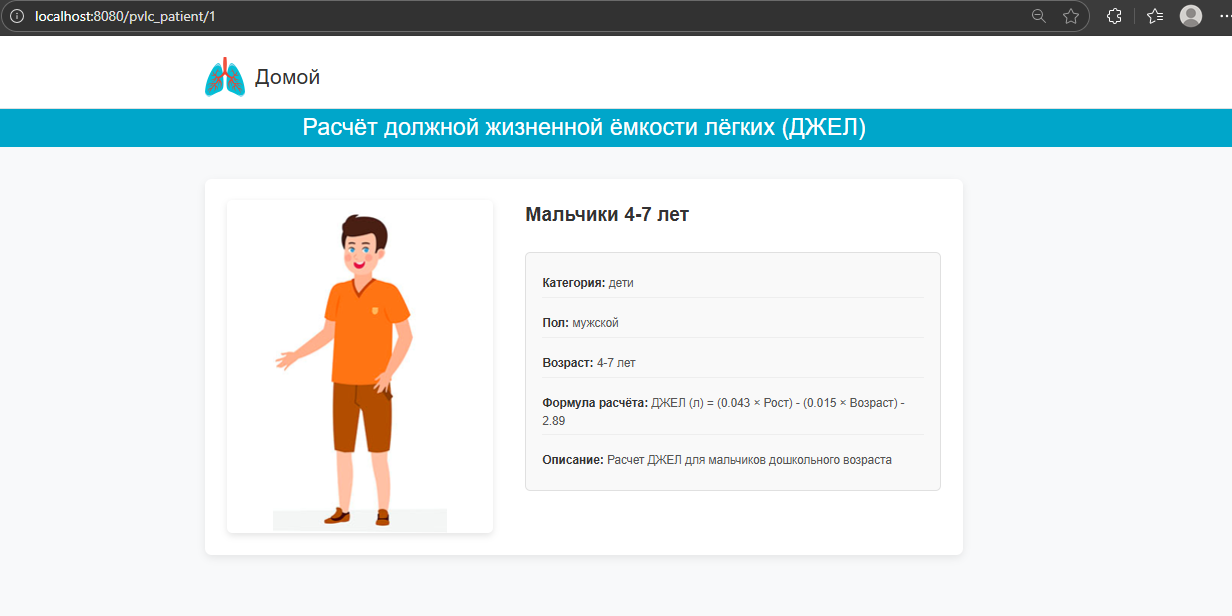 localhost:8080/pvlc_patient/1
Домой
Расчёт должной жизненной ёмкости лёгких (ДЖЕЛ)
Мальчики 4-7 лет
Категория: дети
Пол: мужской
Возраст: 4-7 лет
Формула расчёта: ДЖЕЛ (л) = (0.043 × Рост) - (0.015 × Возраст) -
2.89
Описание: Расчет ДЖЕЛ для мальчиков дошкольного возраста